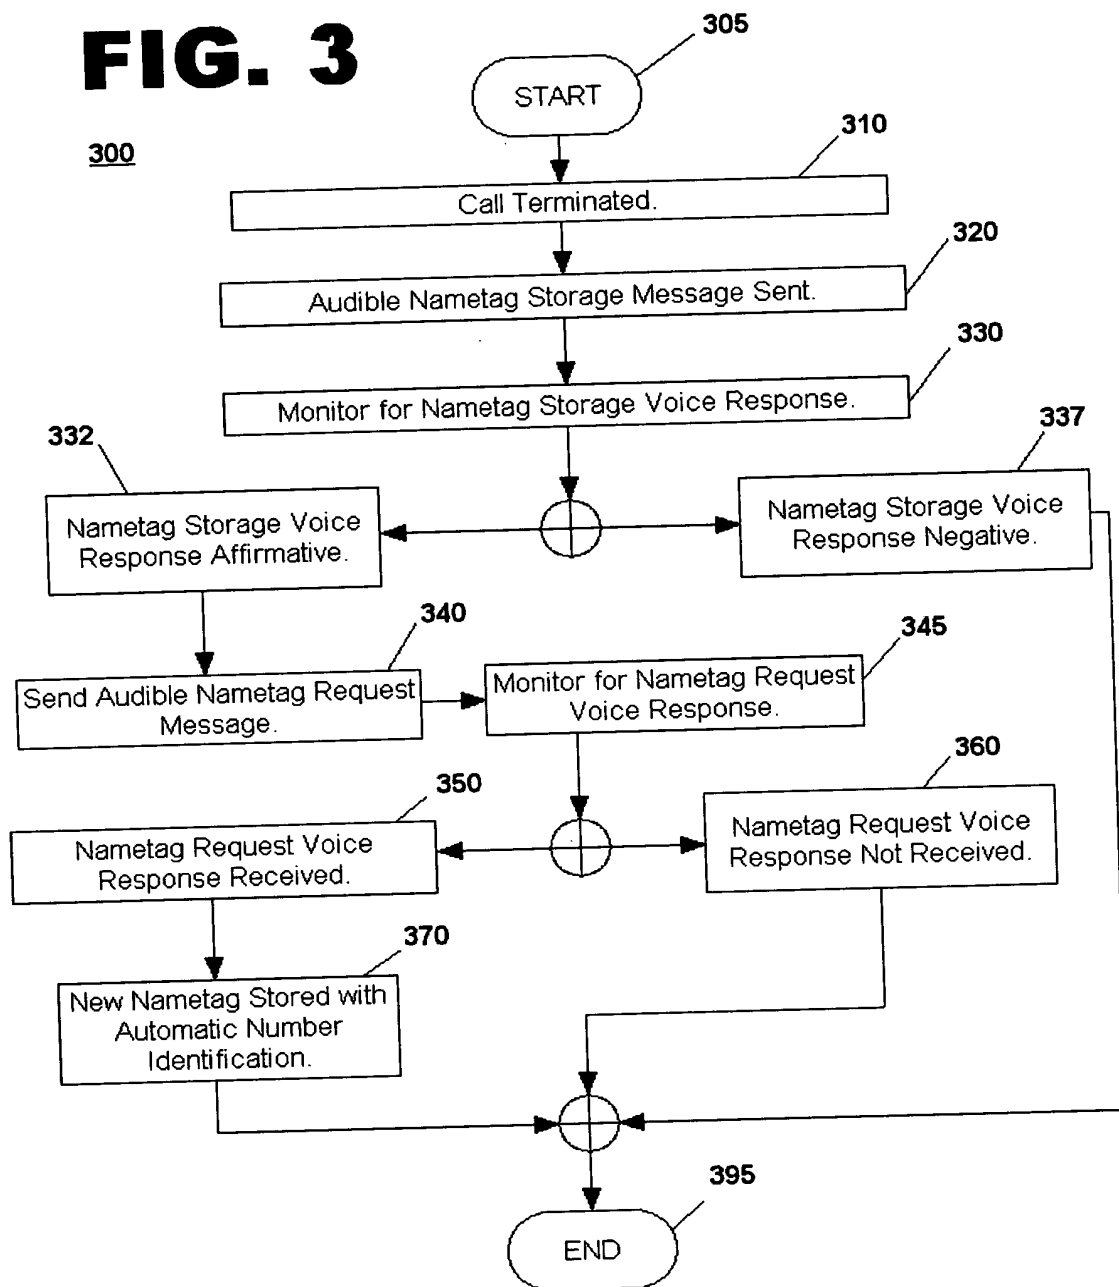 FIG. 3
300
305
START
310
Call Terminated.
320
Audible Nametag Storage Message Sent.
330
Monitor for Nametag Storage Voice Response.
332
Nametag Storage Voice
Response Affirmative.
337
Nametag Storage Voice
Response Negative.
340
Send Audible Nametag Request
Message.
345
Monitor for Nametag Request
Voice Response.
350
Nametag Request Voice
Response Received.
360
Nametag Request Voice
Response Not Received.
370
New Nametag Stored with
Automatic Number
Identification.
395
END